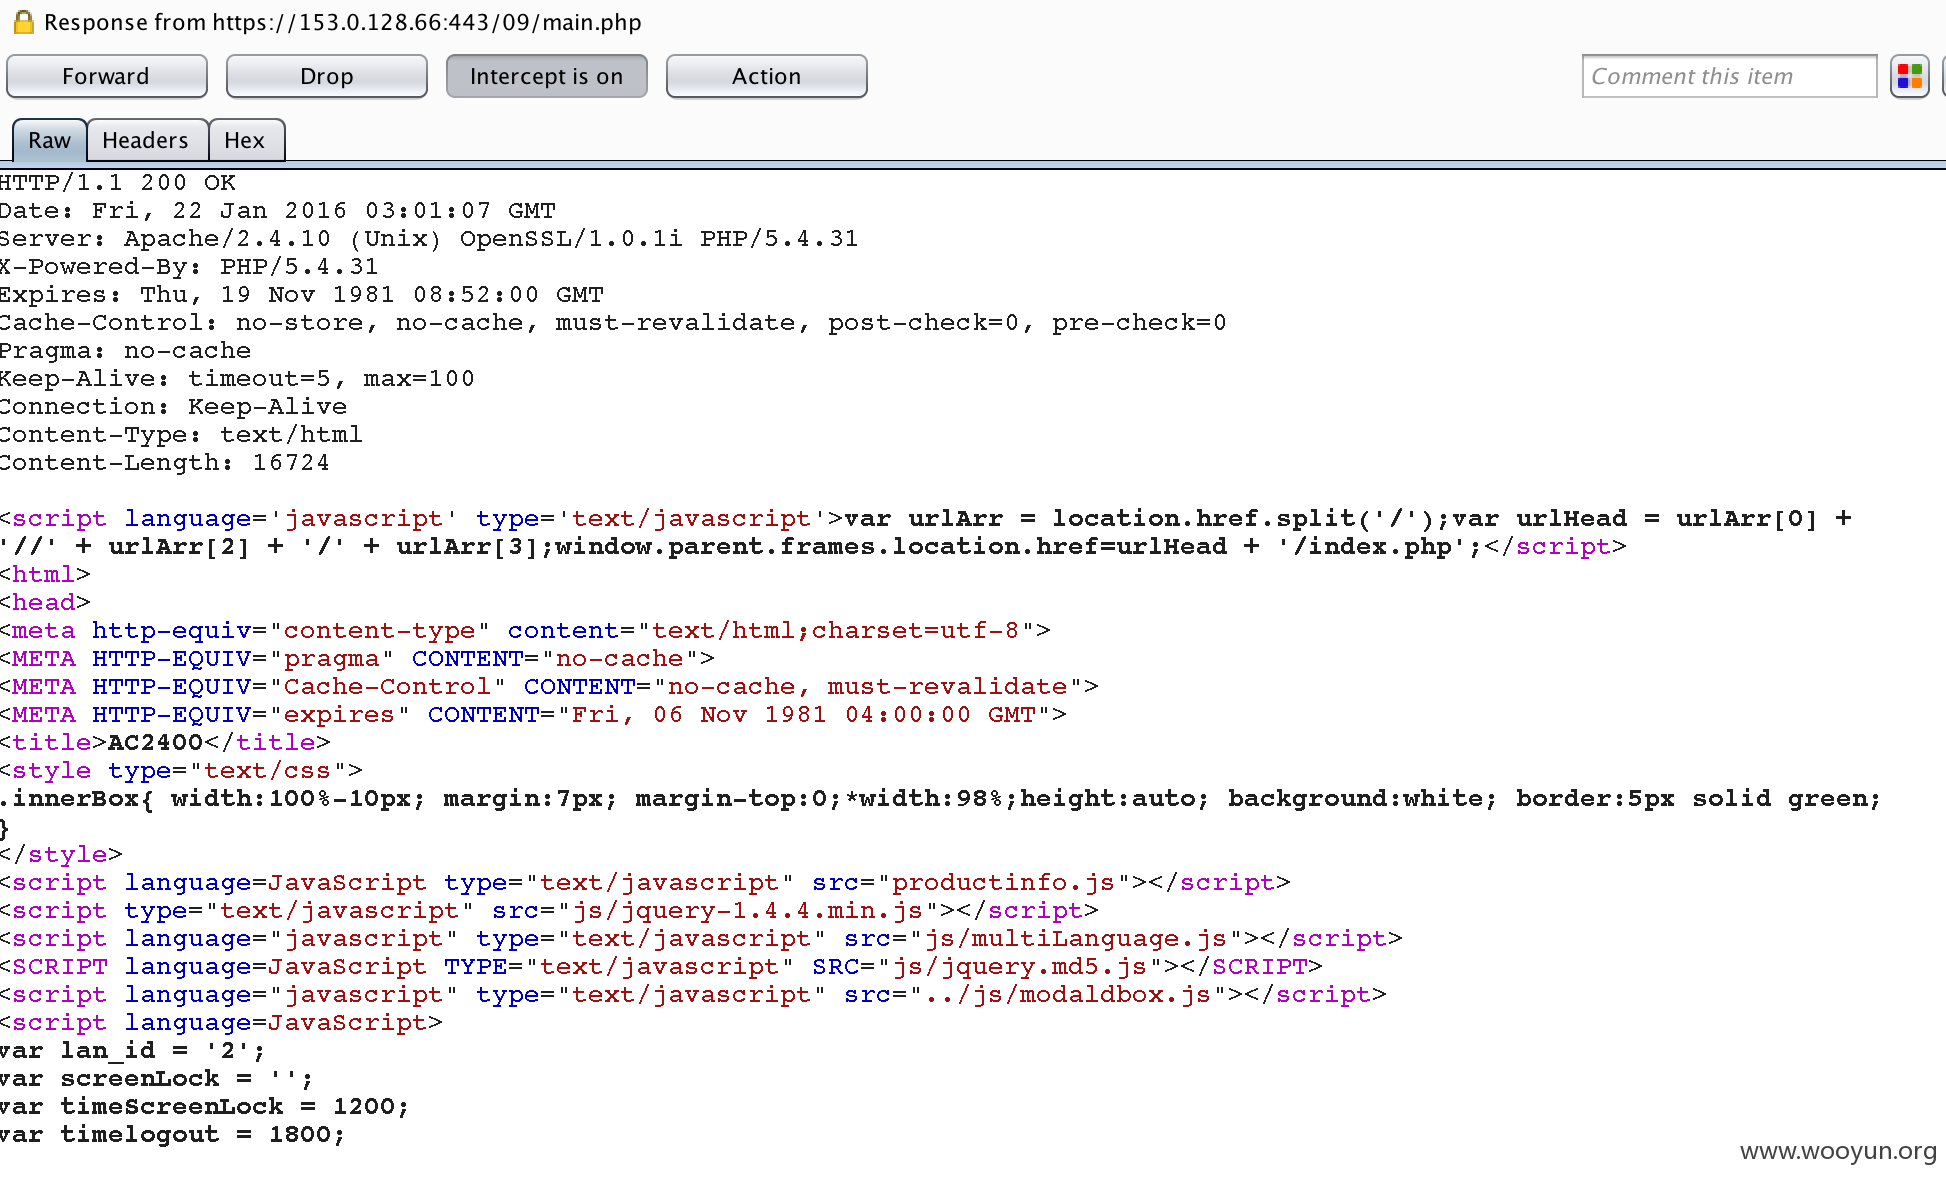 Response from https://153.0.128.66:443/09/main.php
Forward Drop Intercept is on Action Comment this item
Raw Headers Hex
HTTP/1.1 200 OK
Date: Fri, 22 Jan 2016 03:01:07 GMT
Server: Apache/2.4.10 (Unix) OpenSSL/1.0.1i PHP/5.4.31
X-Powered-By: PHP/5.4.31
Expires: Thu, 19 Nov 1981 08:52:00 GMT
Cache-Control: no-store, no-cache, must-revalidate, post-check=0, pre-check=0
Pragma: no-cache
Keep-Alive: timeout=5, max=100
Connection: Keep-Alive
Content-Type: text/html
Content-Length: 16724
<script language='javascript' type='text/javascript'>var urlArr = location.href.split('/');var urlHead = urlArr[0] +
'//' + urlArr[2] + '/' + urlArr[3];window.parent.frames.location.href=urlHead + '/index.php';</script>
<html>
<head>
<meta http-equiv="content-type" content="text/html;charset=utf-8">
<META HTTP-EQUIV="pragma" CONTENT="no-cache">
<META HTTP-EQUIV="Cache-Control" CONTENT="no-cache, must-revalidate">
<META HTTP-EQUIV="expires" CONTENT="Fri, 06 Nov 1981 04:00:00 GMT">
<title>AC2400</title>
<style type="text/css">
.innerBox{ width:100%-10px; margin:7px; margin-top:0;*width:98%;height:auto; background:white; border:5px solid green;
}
</style>
<script language=JavaScript type="text/javascript" src="productinfo.js"></script>
<script type="text/javascript" src="js/jquery-1.4.4.min.js"></script>
<script language="javascript" type="text/javascript" src="js/multiLanguage.js"></script>
<SCRIPT language=JavaScript TYPE="text/javascript" SRC="js/jquery.md5.js"></SCRIPT>
<script language="javascript" type="text/javascript" src="../js/modaldbox.js"></script>
<script language=JavaScript>
var lan_id = '2';
var screenLock = '';
var timeScreenLock = 1200;
var timelogout = 1800;
www.wooyun.org